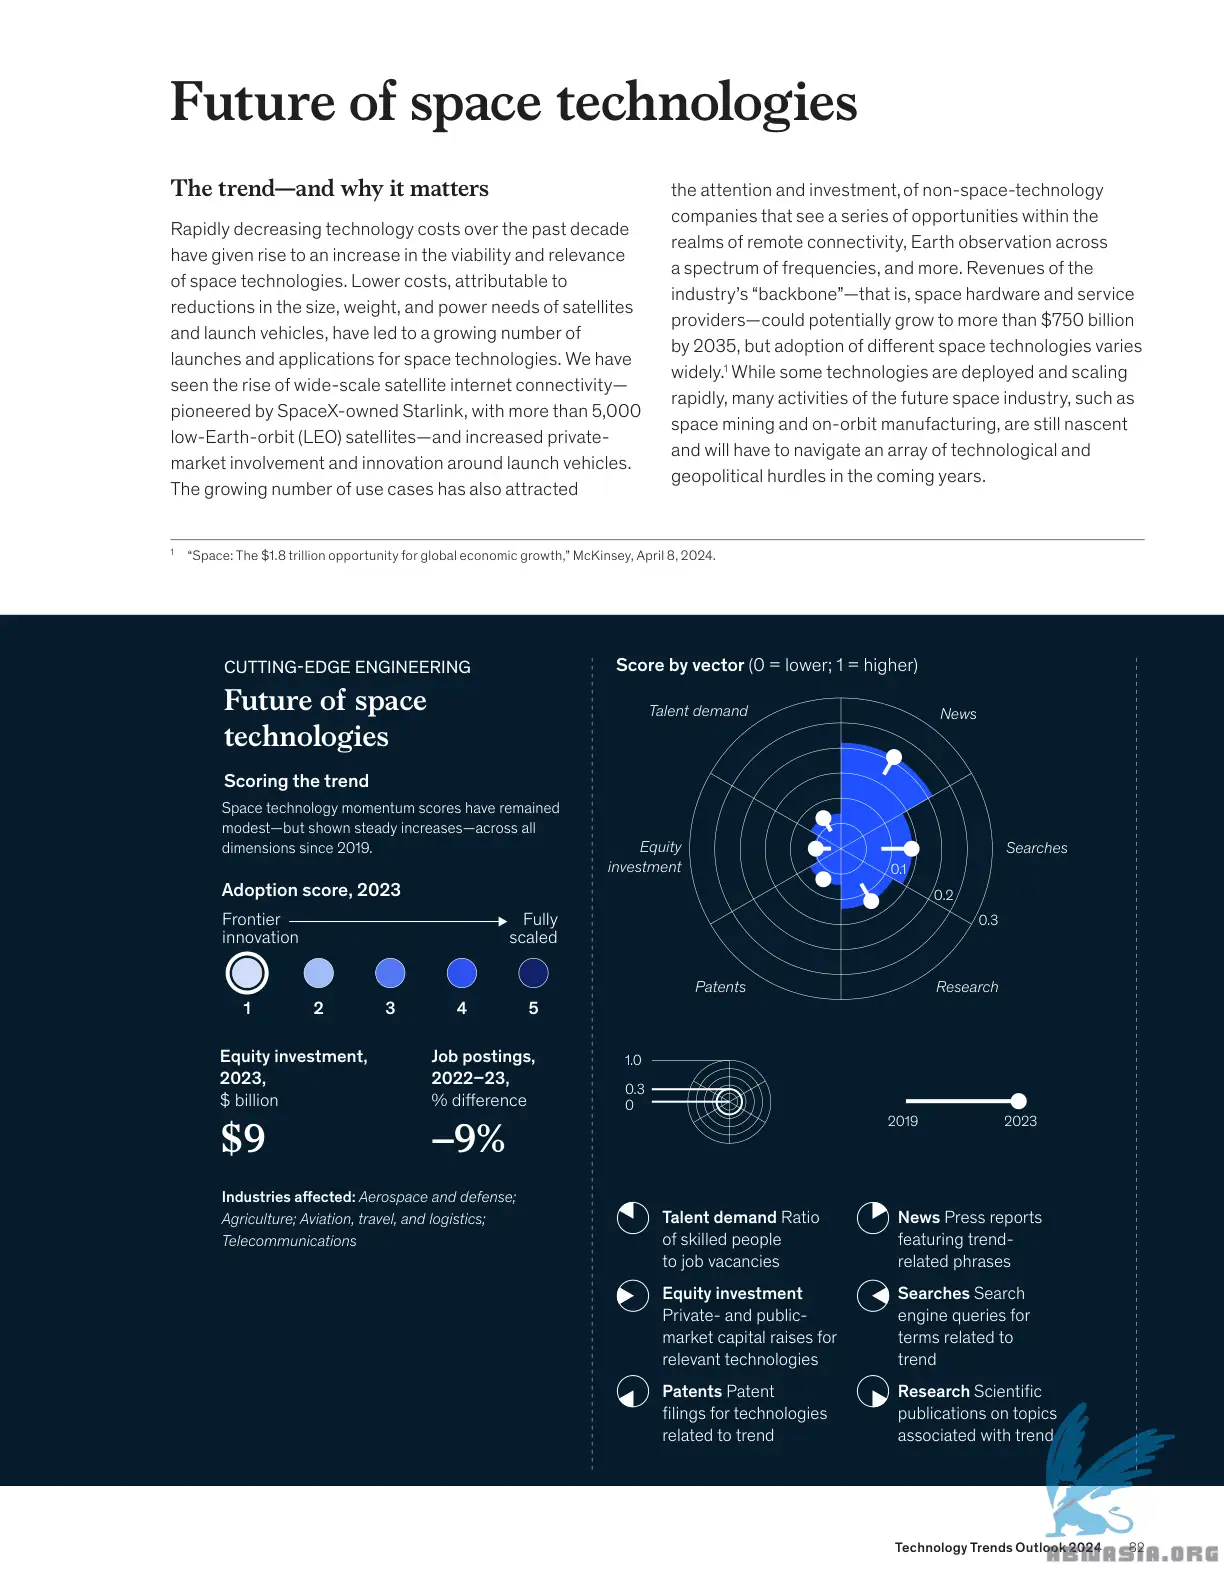 Future of space technologies
The trend—and why it matters
Rapidly decreasing technology costs over the past decade
have given rise to an increase in the viability and relevance
of space technologies. Lower costs, attributable to
reductions in the size, weight, and power needs of satellites
and launch vehicles, have led to a growing number of
launches and applications for space technologies. We have
seen the rise of wide-scale satellite internet connectivity—
pioneered by SpaceX-owned Starlink, with more than 5,000
low-Earth-orbit (LEO) satellites—and increased private-
market involvement and innovation around launch vehicles.
The growing number of use cases has also attracted
the attention and investment, of non-space-technology
companies that see a series of opportunities within the
realms of remote connectivity, Earth observation across
a spectrum of frequencies, and more. Revenues of the
industry’s “backbone”—that is, space hardware and service
providers—could potentially grow to more than $750 billion
by 2035, but adoption of different space technologies varies
widely.1 While some technologies are deployed and scaling
rapidly, many activities of the future space industry, such as
space mining and on-orbit manufacturing, are still nascent
and will have to navigate an array of technological and
geopolitical hurdles in the coming years.
1 “Space: The $1.8 trillion opportunity for global economic growth,” McKinsey, April 8, 2024.
CUTTING-EDGE ENGINEERING
Future of space
technologies
Scoring the trend
Space technology momentum scores have remained
modest—but shown steady increases—across all
dimensions since 2019.
Adoption score, 2023
Frontier
innovation
Fully
scaled
1 2 3 4 5
Equity investment,
2023,
$ billion
$9
Job postings,
2022–23,
% difference
–9%
Industries affected: Aerospace and defense;
Agriculture; Aviation, travel, and logistics;
Telecommunications
Score by vector (0 = lower; 1 = higher)
Talent demand
News
Equity
investment
Searches
0.1
0.2
0.3
Patents
Research
1.0
0.3
0
2019
2023
Talent demand Ratio
of skilled people
to job vacancies
News Press reports
featuring trend-
related phrases
Equity investment
Private- and public-
market capital raises for
relevant technologies
Searches Search
engine queries for
terms related to
trend
Patents Patent
filings for technologies
related to trend
Research Scientific
publications on topics
associated with trend
Technology Trends Outlook 2024
82
ABWASIA.ORG